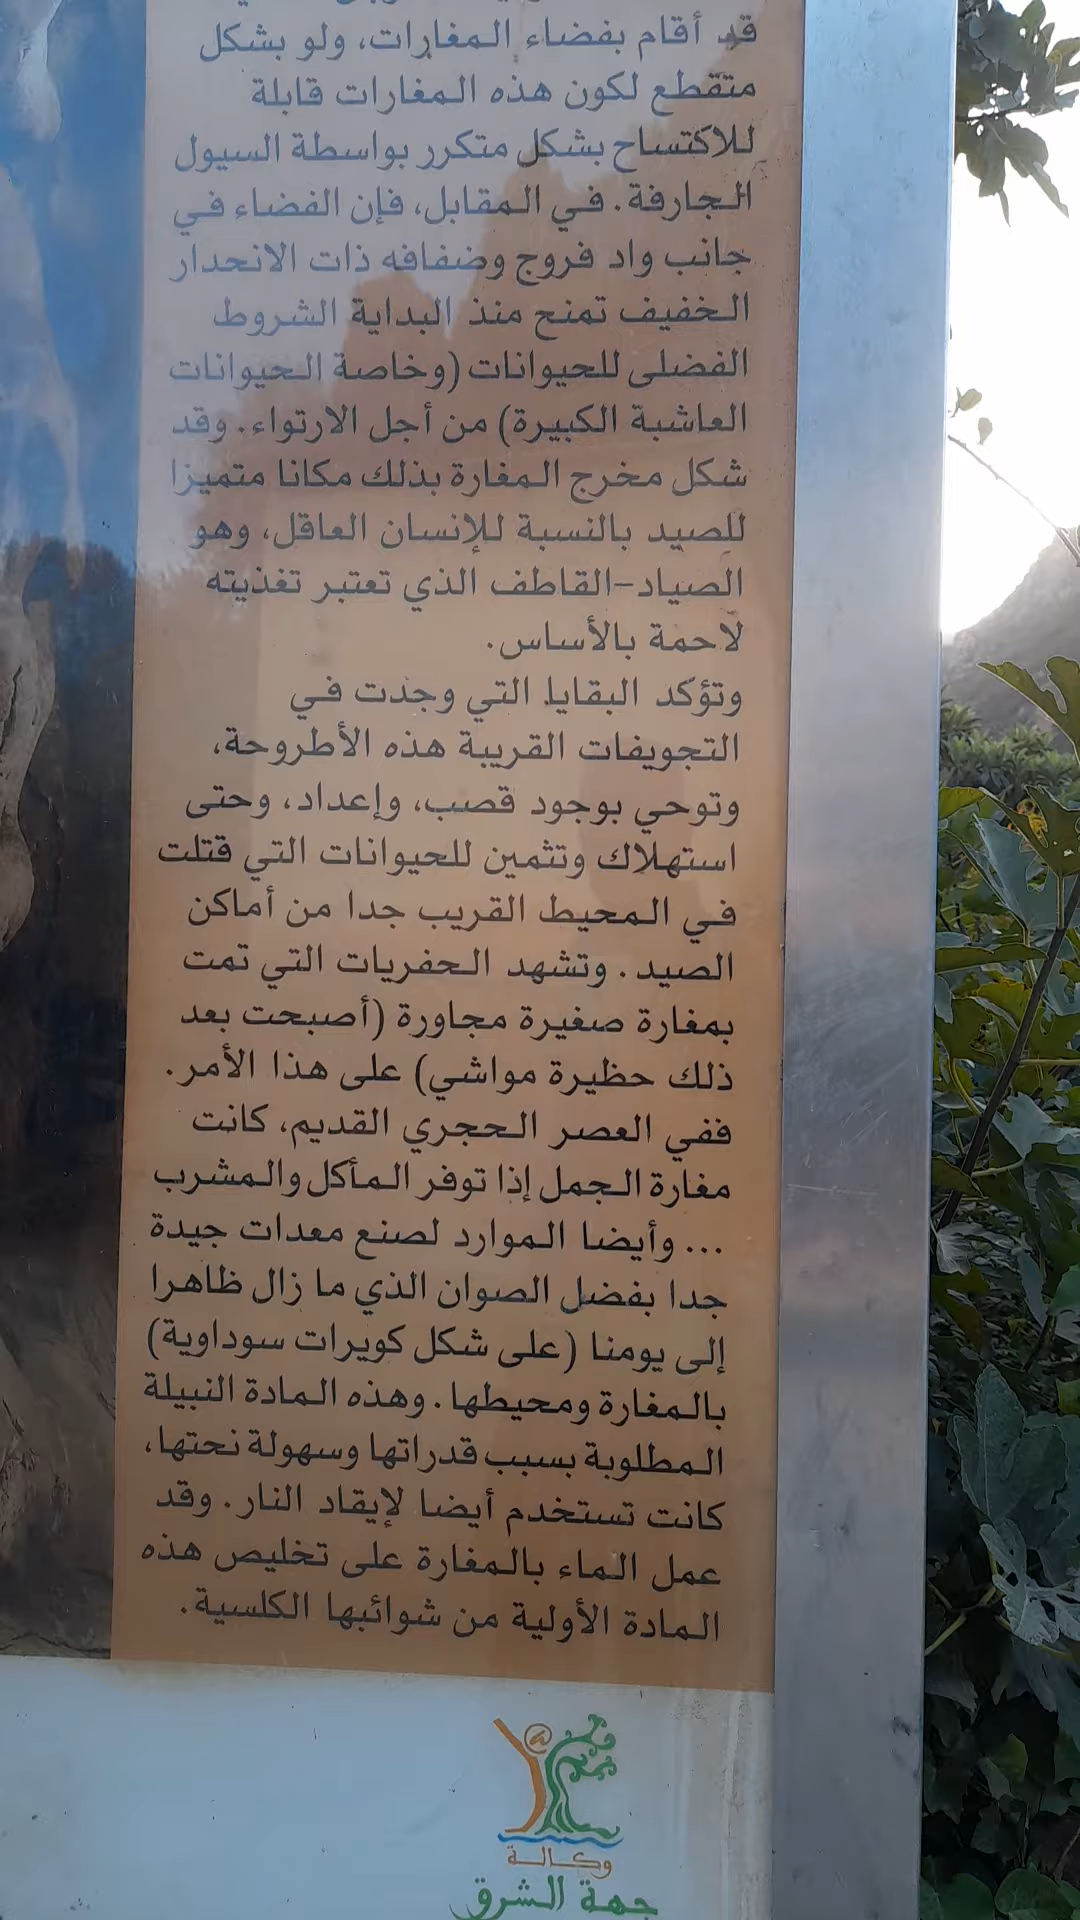 قد أقام بفضاء المغارات، ولو بشكل
متقطع لكون هذه المغارات قابلة
للاكتساح بشكل متكرر بواسطة السيول
الجارفة. في المقابل، فإن الفضاء في
جانب واد فروج وضفافه ذات الانحدار
الخفيف تمنح منذ البداية الشروط
الفضلى للحيوانات (وخاصة الحيوانات
العاشبة الكبيرة) من أجل الارتواء. وقد
شكل مخرج المغارة بذلك مكانا متميزا
للصيد بالنسبة للإنسان العاقل، وهو
الصياد-القاطف الذي تعتبر تغذيته
لاحمة بالأساس.
وتؤكد البقايا التي وجدت في
التجويفات القريبة هذه الأطروحة،
وتوحي بوجود قصب، وإعداد، وحتى
استهلاك وتثمين للحيوانات التي قتلت
في المحيط القريب جدا من أماكن
الصيد. وتشهد الحفريات التي تمت
بمغارة صغيرة مجاورة (أصبحت بعد
ذلك حظيرة مواشي) على هذا الأمر.
ففي العصر الحجري القديم، كانت
مغارة الجمل إذا توفر المأكل والمشرب
... وأيضا الموارد لصنع معدات جيدة
جدا بفضل الصوان الذي ما زال ظاهرا
إلى يومنا (على شكل كويرات سوداوية)
بالمغارة ومحيطها. وهذه المادة النبيلة
المطلوبة بسبب قدراتها وسهولة نحتها،
كانت تستخدم أيضا لإيقاد النار. وقد
عمل الماء بالمغارة على تخليص هذه
المادة الأولية من شوائبها الكلسية.
وكالة
جهة الشرق